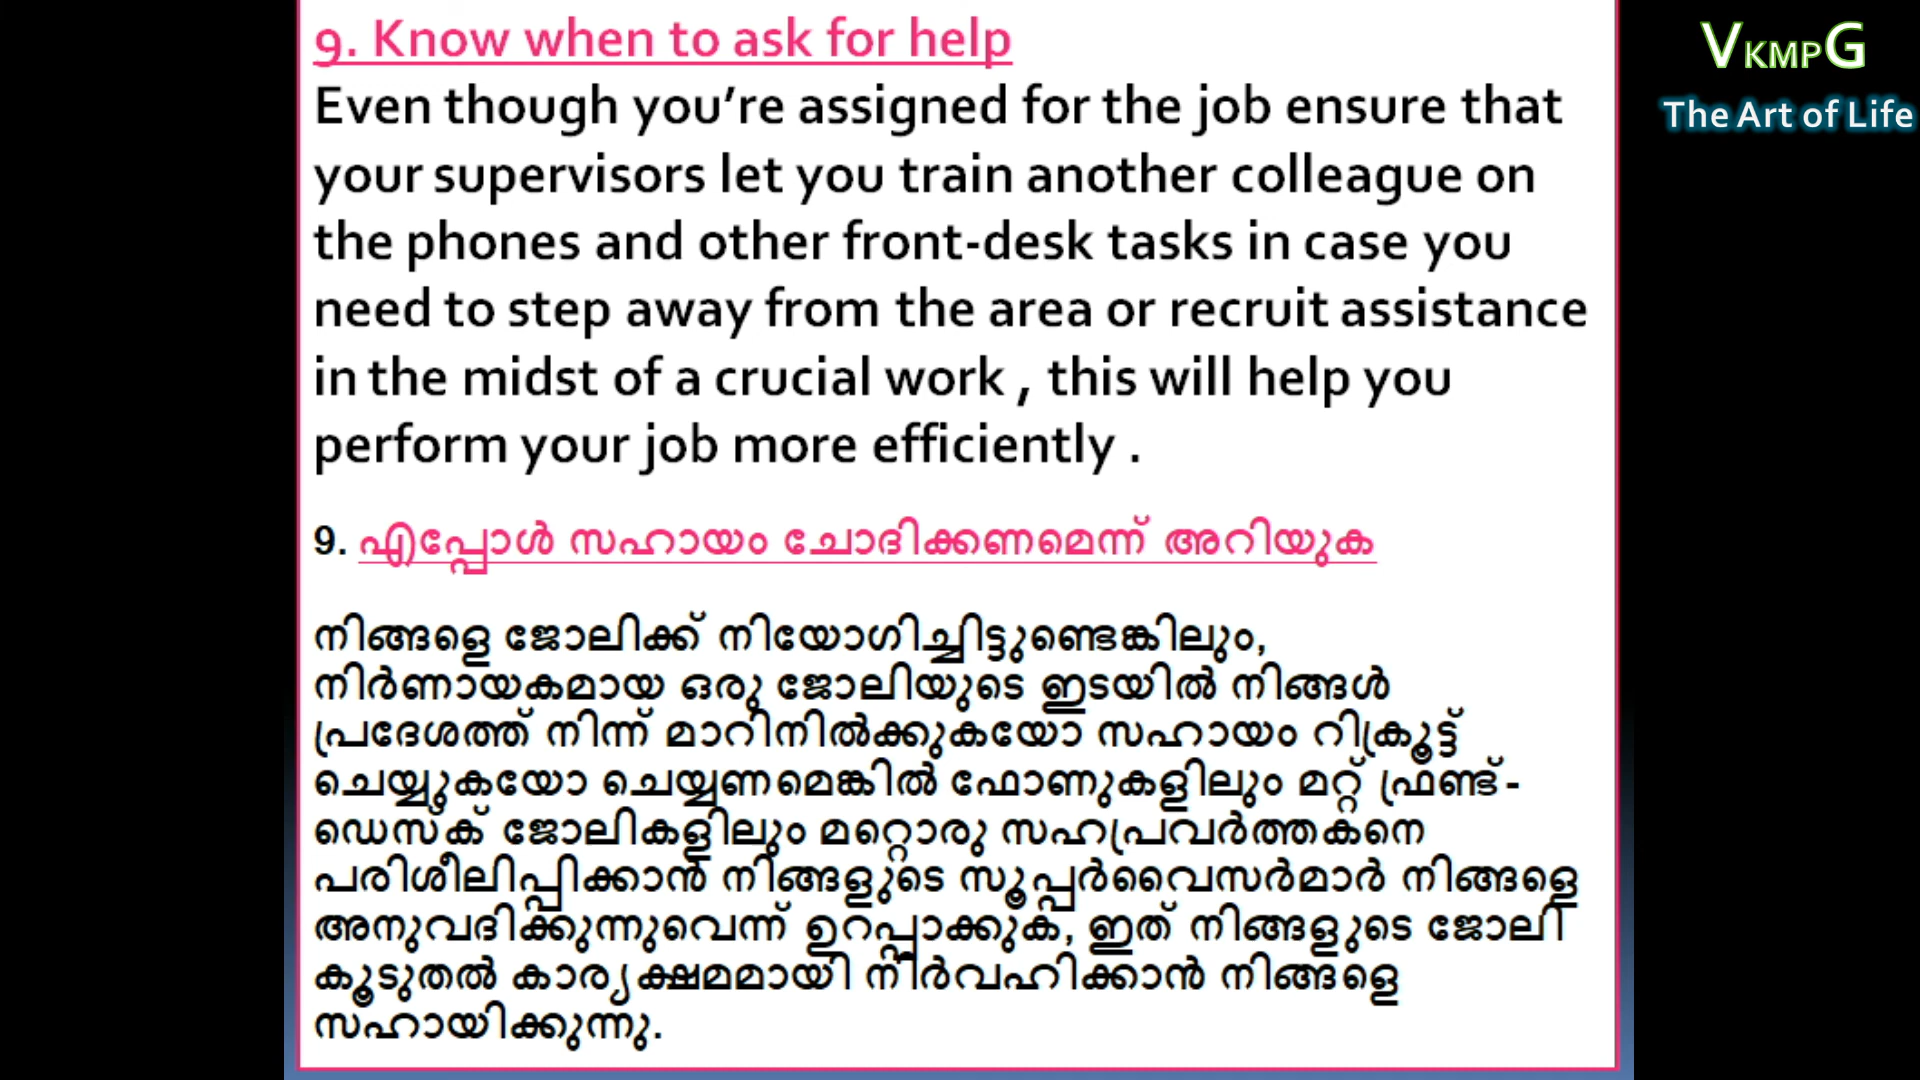 9. Know when to ask for help
Even though you’re assigned for the job ensure that
your supervisors let you train another colleague on
the phones and other front-desk tasks in case you
need to step away from the area or recruit assistance
in the midst of a crucial work , this will help you
perform your job more efficiently .
9. എപ്പോൾ സഹായം ചോദിക്കണമെന്ന് അറിയുക
നിങ്ങളെ ജോലിക്ക് നിയോഗിച്ചിട്ടുണ്ടെങ്കിലും,
നിർണായകമായ ഒരു ജോലിയുടെ ഇടയിൽ നിങ്ങൾ
പ്രദേശത്ത് നിന്ന് മാറിനിൽക്കുകയോ സഹായം റിക്രൂട്ട്
ചെയ്യുകയോ ചെയ്യണമെങ്കിൽ ഫോണുകളിലും മറ്റ് ഫ്രണ്ട്-
ഡെസ്ക് ജോലികളിലും മറ്റൊരു സഹപ്രവർത്തകനെ
പരിശീലിപ്പിക്കാൻ നിങ്ങളുടെ സൂപ്പർവൈസർമാർ നിങ്ങളെ
അനുവദിക്കുന്നുവെന്ന് ഉറപ്പാക്കുക, ഇത് നിങ്ങളുടെ ജോലി
കൂടുതൽ കാര്യക്ഷമമായി നിർവഹിക്കാൻ നിങ്ങളെ
സഹായിക്കുന്നു.
VKMPG
The Art of Life